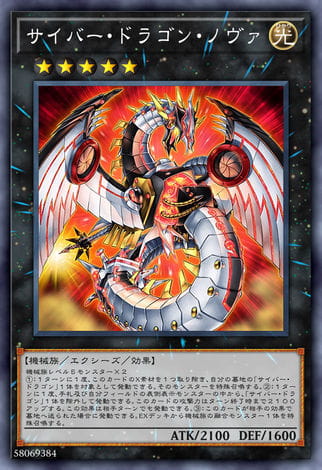 サイバー・ドラゴン・ノヴァ
光
【機械族／エクシーズ／効果】
機械族レベル５モンスター×２
①：１ターンに１度、このカードのX素材を１つ取り除き、自分の墓地の「サイバー・
ドラゴン」１体を対象として発動できる。そのモンスターを特殊召喚する。②：１ターン
に１度、手札及び自分フィールドの表側表示モンスターの中から、「サイバー・ドラゴ
ン」１体を除外して発動できる。このカードの攻撃力はターン終了時まで２１００
アップする。この効果は相手ターンでも発動できる。③：このカードが相手の効果で
墓地へ送られた場合に発動できる。EXデッキから機械族の融合モンスター１体を特
殊召喚する。
ATK/2100 DEF/1600
58069384